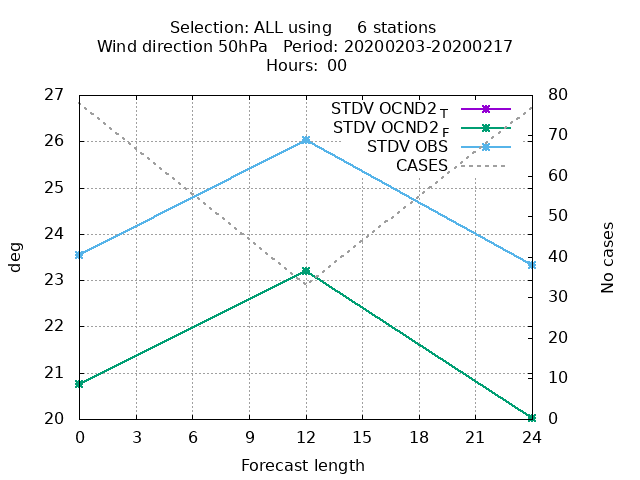 Selection: ALL using     6 stations
Wind direction 50hPa   Period: 20200203-20200217
Hours: 00
27
26
25
24
23
22
21
20
80
70
60
50
40
30
20
10
0
STDV OCND2_T
STDV OCND2_F
STDV OBS
CASES
deg
No cases
0 3 6 9 12 15 18 21 24
Forecast length